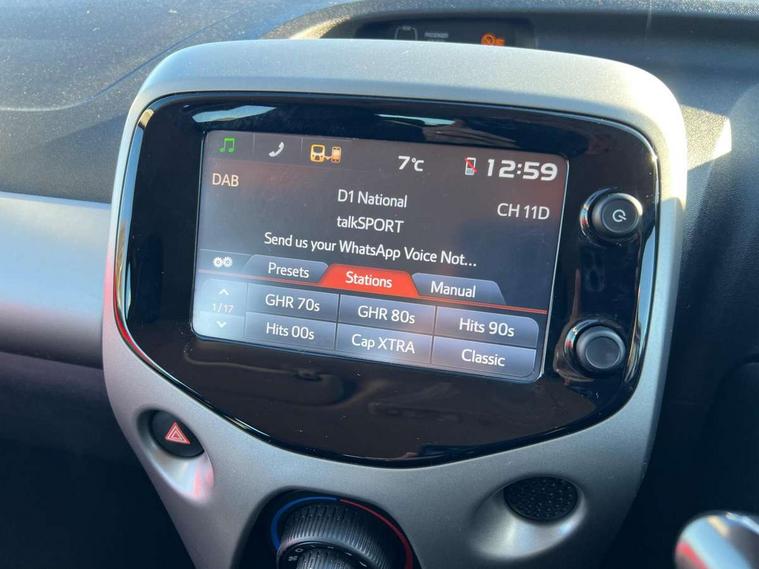 PASSENGER
7°C
12:59
DAB
D1 National
CH 11D
talkSPORT
Send us your WhatsApp Voice Not...
Presets Stations Manual
1/17
GHR 70s GHR 80s Hits 90s
Hits 00s Cap XTRA Classic